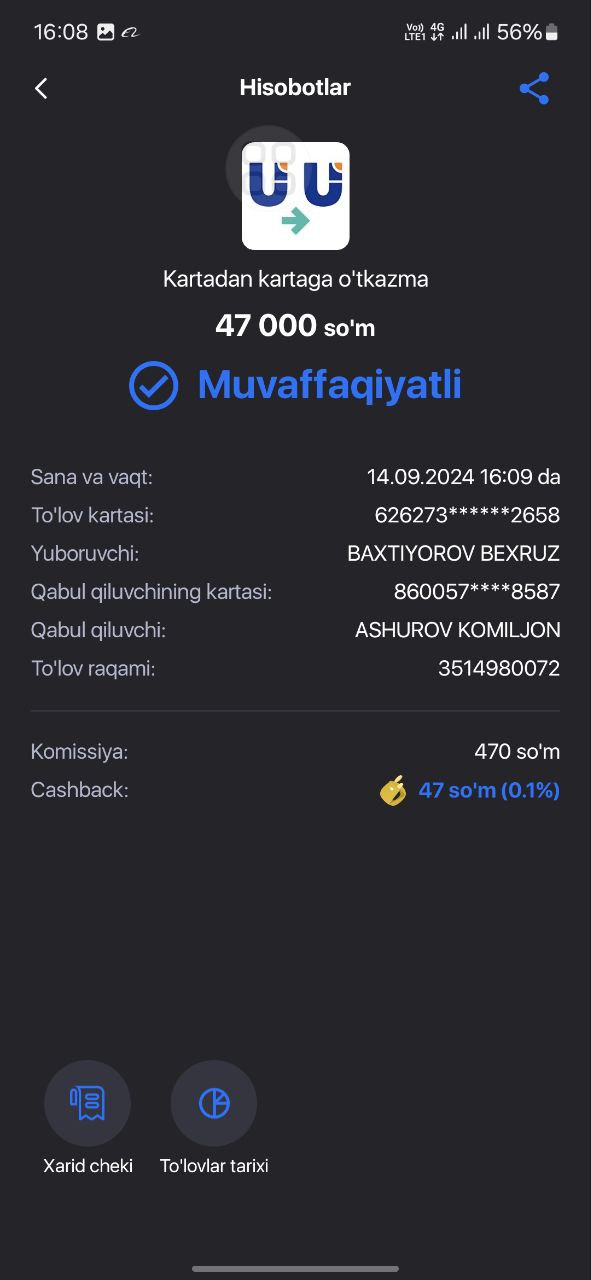 16:08 Vo)) LTE1 4G 56%
Hisobotlar
Kartadan kartaga o'tkazma
47 000 so'm
Muvaffaqiyatli
Sana va vaqt: 14.09.2024 16:09 da
To'lov kartasi: 626273******2658
Yuboruvchi: BAXTIYOROV BEXRUZ
Qabul qiluvchining kartasi: 860057****8587
Qabul qiluvchi: ASHUROV KOMILJON
To'lov raqami: 3514980072
Komissiya: 470 so'm
Cashback: 47 so'm (0.1%)
Xarid cheki To'lovlar tarixi